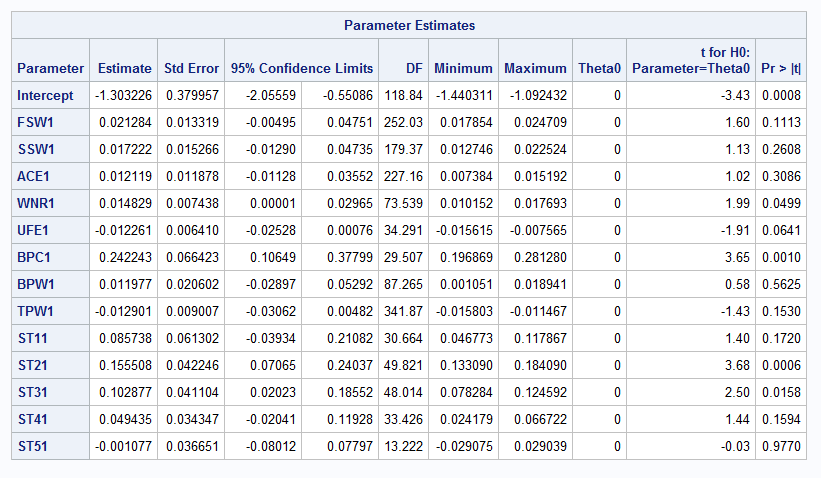 Parameter Estimates
Parameter Estimate Std Error 95% Confidence Limits DF Minimum Maximum Theta0 t for H0: Parameter=Theta0 Pr > |t|
Intercept -1.303226 0.379957 -2.05559 -0.55086 118.84 -1.440311 -1.092432 0 -3.43 0.0008
FSW1 0.021284 0.013319 -0.00495 0.04751 252.03 0.017854 0.024709 0 1.60 0.1113
SSW1 0.017222 0.015266 -0.01290 0.04735 179.37 0.012746 0.022524 0 1.13 0.2608
ACE1 0.012119 0.011878 -0.01128 0.03552 227.16 0.007384 0.015192 0 1.02 0.3086
WNR1 0.014829 0.007438 0.00001 0.02965 73.539 0.010152 0.017693 0 1.99 0.0499
UFE1 -0.012261 0.006410 -0.02528 0.00076 34.291 -0.015615 -0.007565 0 -1.91 0.0641
BPC1 0.242243 0.066423 0.10649 0.37799 29.507 0.196869 0.281280 0 3.65 0.0010
BPW1 0.011977 0.020602 -0.02897 0.05292 87.265 0.001051 0.018941 0 0.58 0.5625
TPW1 -0.012901 0.009007 -0.03062 0.00482 341.87 -0.015803 -0.011467 0 -1.43 0.1530
ST11 0.085738 0.061302 -0.03934 0.21082 30.664 0.046773 0.117867 0 1.40 0.1720
ST21 0.155508 0.042246 0.07065 0.24037 49.821 0.133090 0.184090 0 3.68 0.0006
ST31 0.102877 0.041104 0.02023 0.18552 48.014 0.078284 0.124592 0 2.50 0.0158
ST41 0.049435 0.034347 -0.02041 0.11928 33.426 0.024179 0.066722 0 1.44 0.1594
ST51 -0.001077 0.036651 -0.08012 0.07797 13.222 -0.029075 0.029039 0 -0.03 0.9770